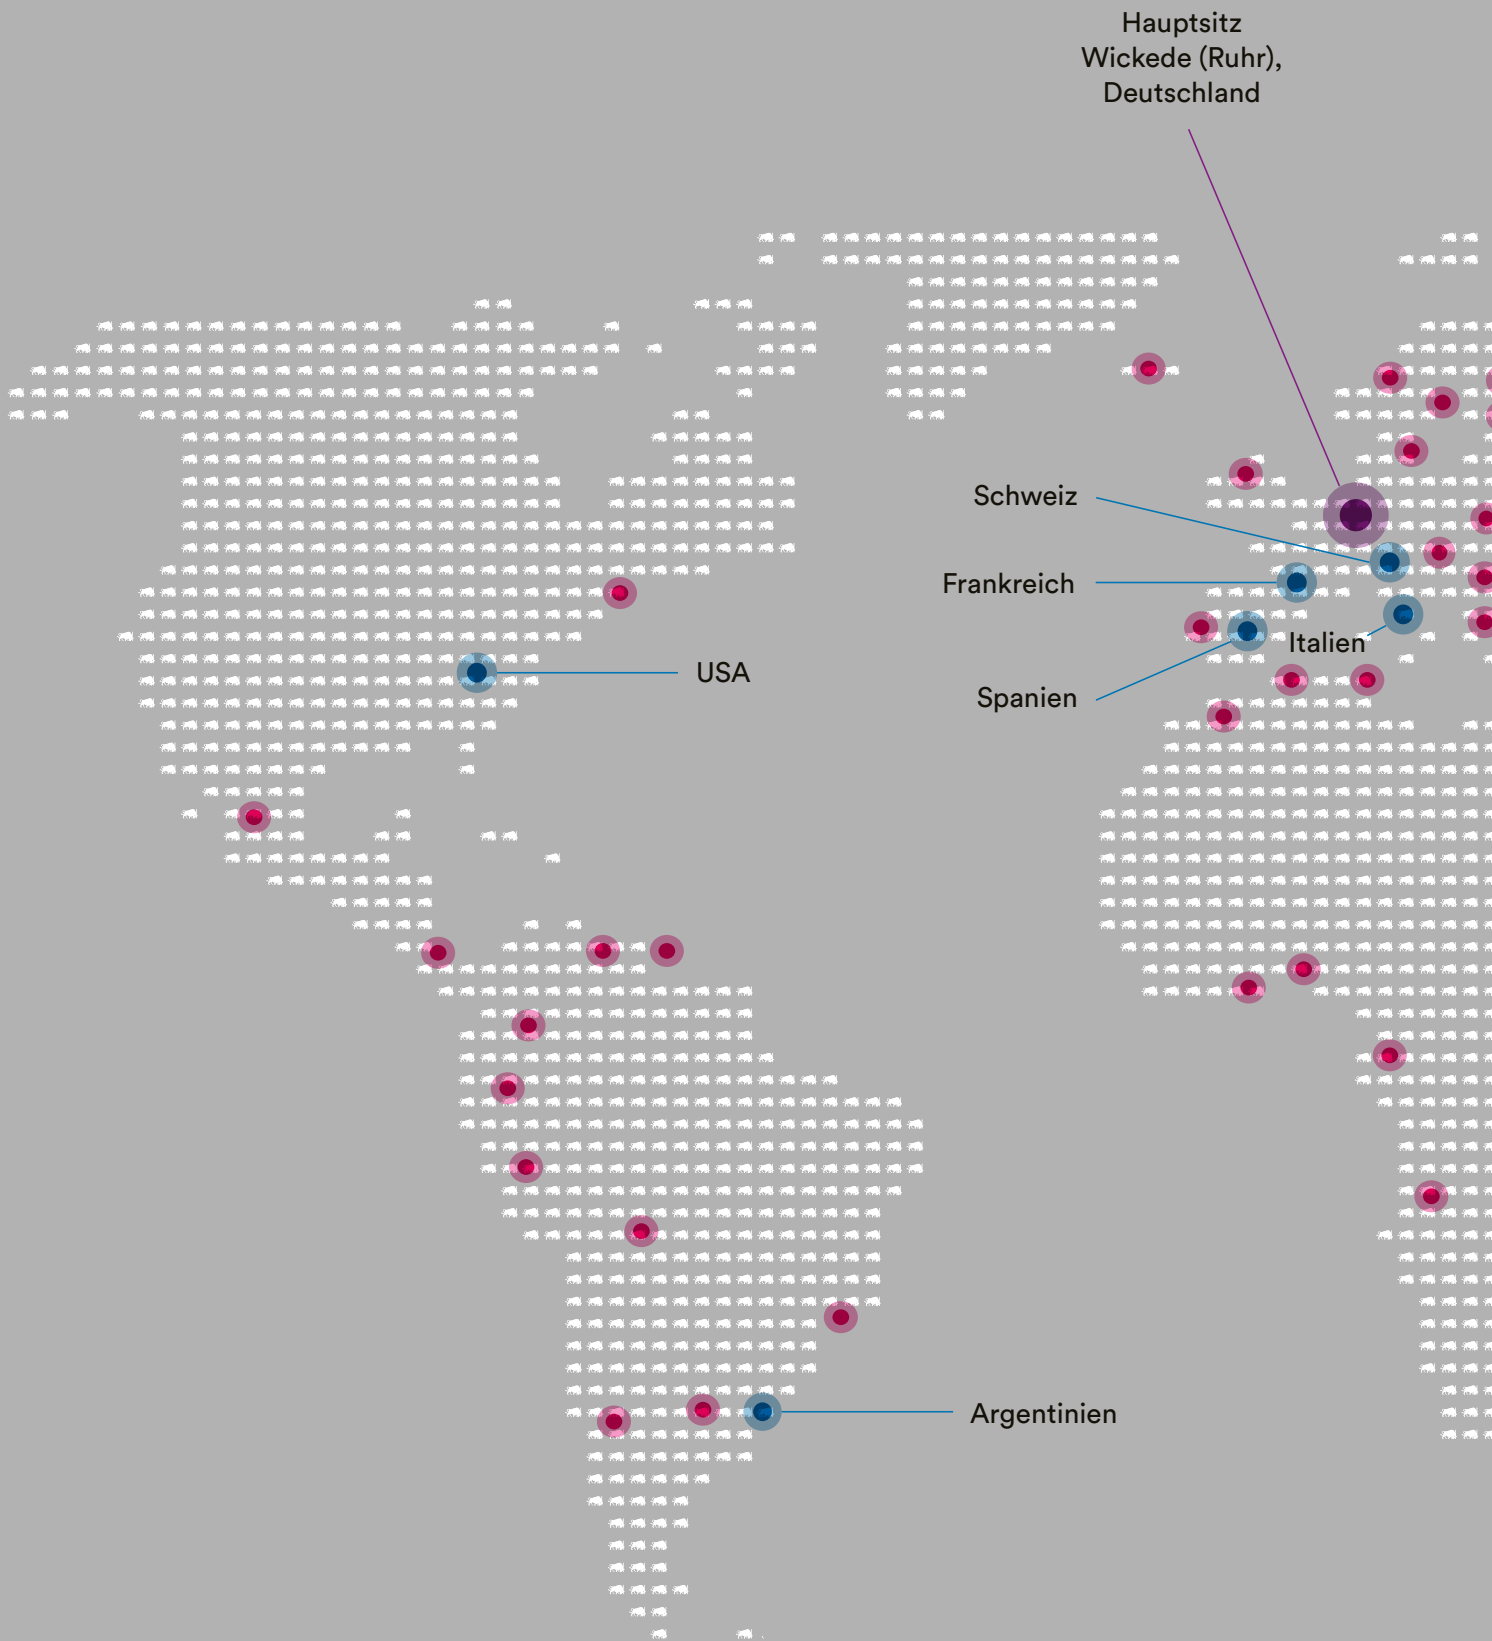 Hauptsitz
Wickede (Ruhr),
Deutschland
Schweiz
Frankreich
Italien
USA
Spanien
Argentinien